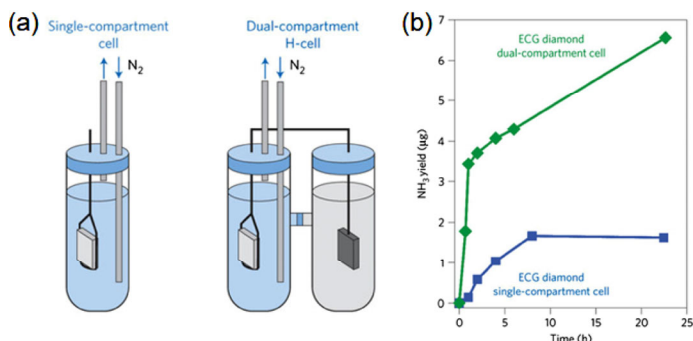 (a)
Single-compartment
cell
N2
Dual-compartment
H-cell
N2
(b)
7
6
5
4
3
2
1
0
NH3 yield (µg)
ECG diamond
dual-compartment cell
ECG diamond
single-compartment cell
0
5
10
15
20
25
Time (h)